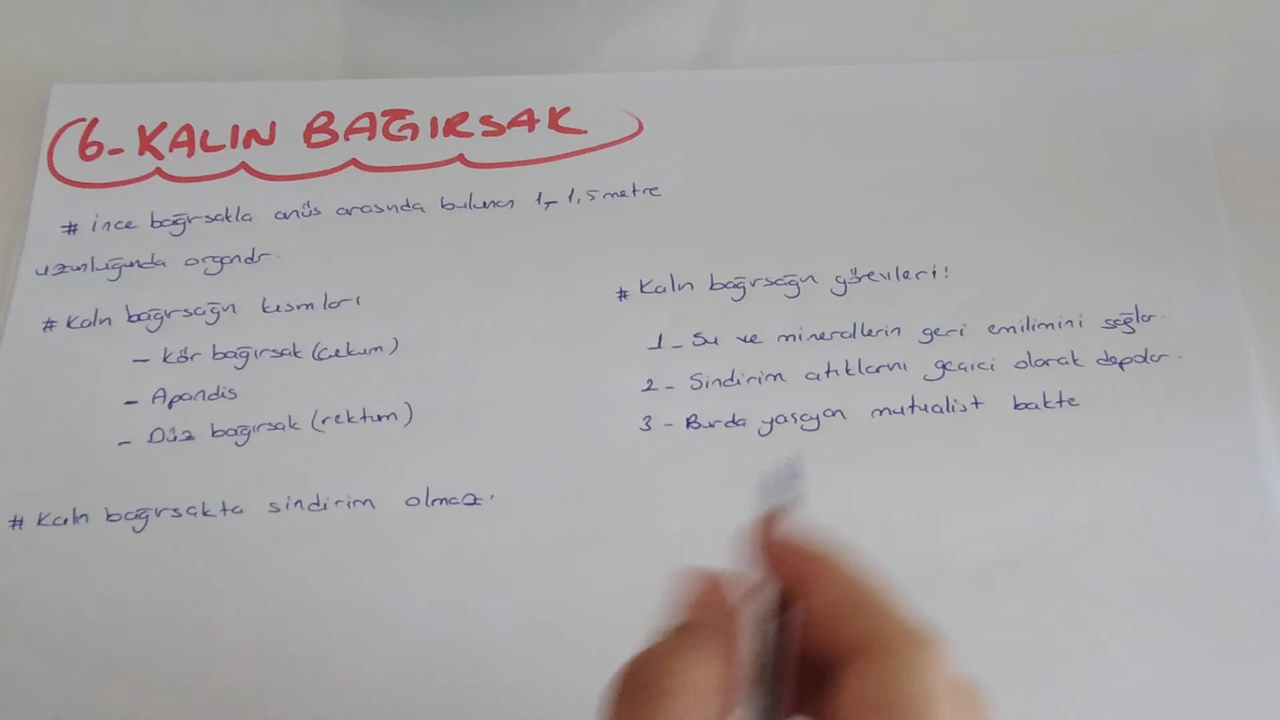 6-KALIN BAĞIRSAK
# ince bağırsakla anüs arasında bulunan 1-1,5 metre
uzunluğunda organdır.
# Kalın bağırsağın kısımları
- Kör bağırsak (çekum)
- Apandis
- Düz bağırsak (rektum)
# Kalın bağırsakta sindirim olmaz.
# Kalın bağırsağın görevleri:
1- Su ve minerallerin geri emilimini sağlar.
2- Sindirim atıklarını geçici olarak depolar.
3- Burda yaşayan mutualist bakte